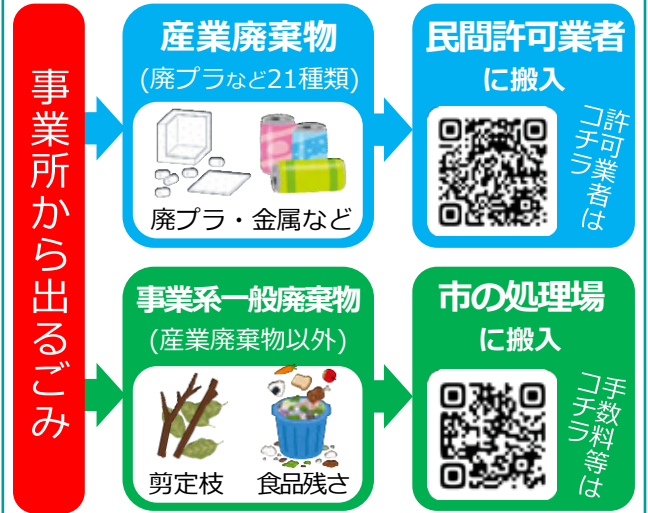 事業所から出るごみ
産業廃棄物
(廃プラなど21種類)
廃プラ・金属など
民間許可業者
に搬入
許可業者は
コチラ
事業系一般廃棄物
(産業廃棄物以外)
剪定枝
食品残さ
市の処理場
に搬入
手数料等は
コチラ